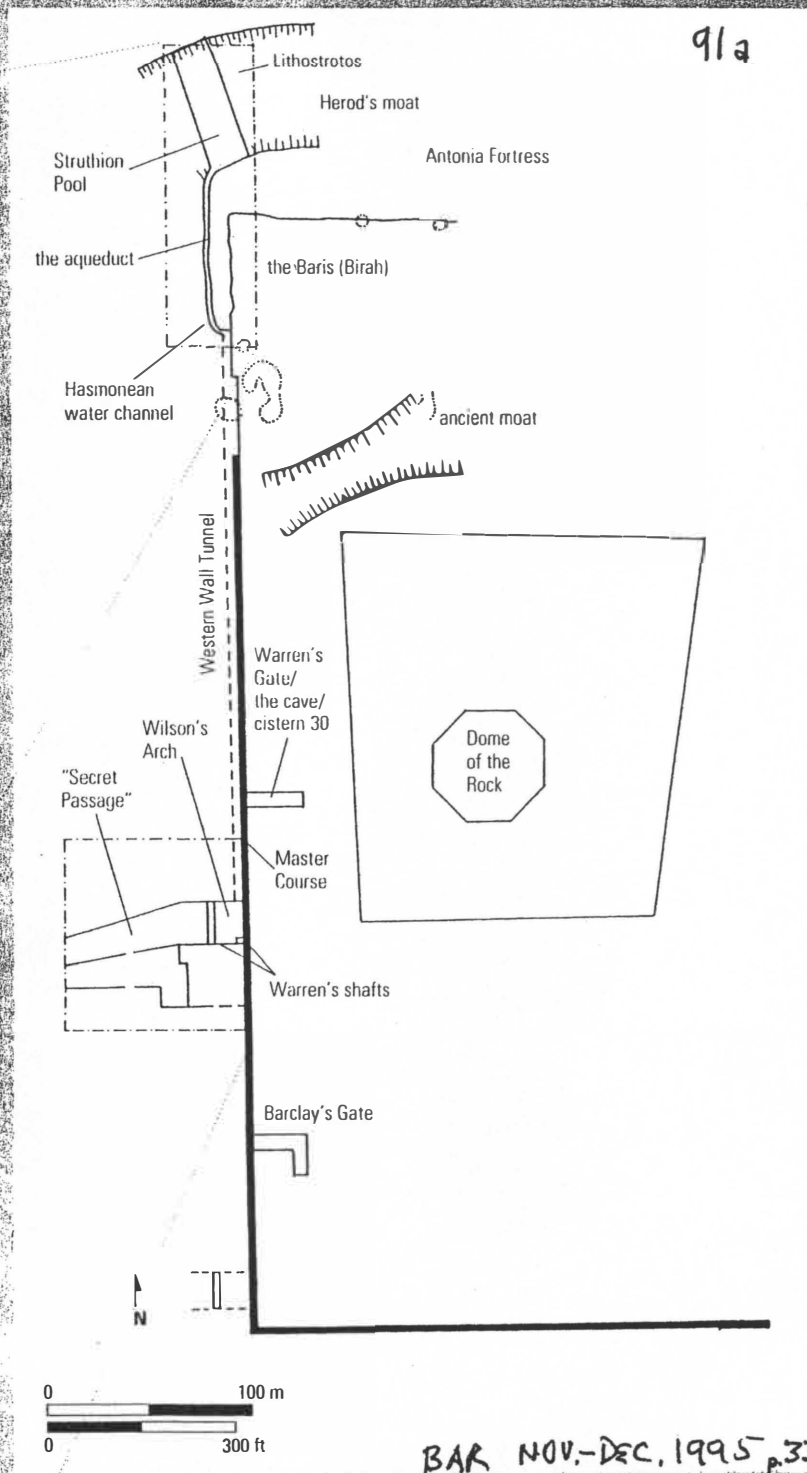 91a
Lithostrotos
Herod's moat
Struthion
Pool
Antonia Fortress
the aqueduct
the Baris (Birah)
Hasmonean
water channel
ancient moat
Western Wall Tunnel
Warren's
Gate/
the cave/
cistern 30
Wilson's
Arch
Dome
of the
Rock
"Secret
Passage"
Master
Course
Warren's shafts
Barclay's Gate
N
0 100 m
0 300 ft
BAR NOV.-DEC, 1995